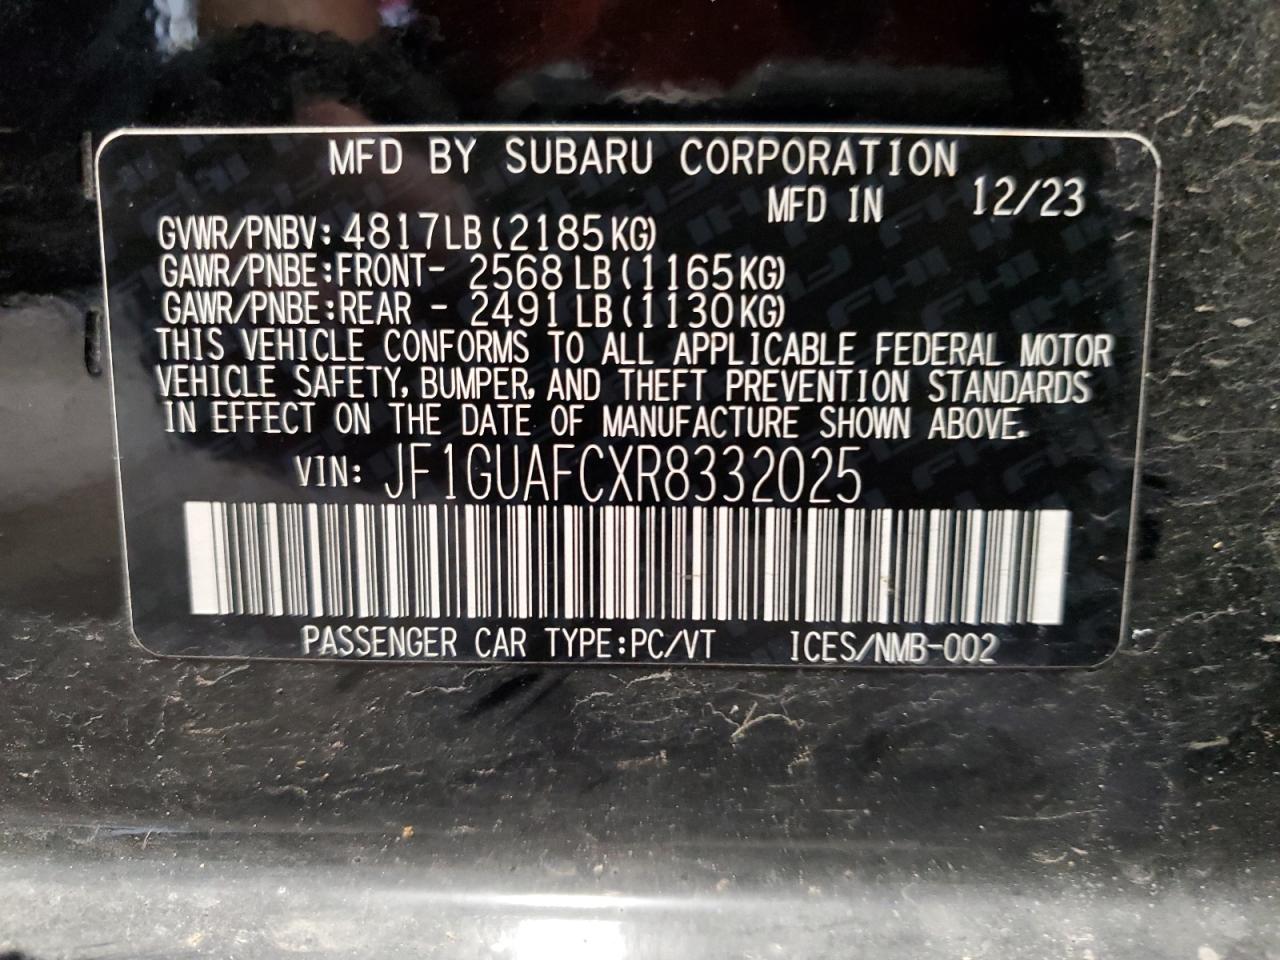 MFD BY SUBARU CORPORATION
MFD IN 12/23
GVWR/PNBV: 4817LB (2185KG)
GAWR/PNBE:FRONT- 2568 LB (1165KG)
GAWR/PNBE:REAR - 2491 LB (1130KG)
THIS VEHICLE CONFORMS TO ALL APPLICABLE FEDERAL MOTOR
VEHICLE SAFETY, BUMPER, AND THEFT PREVENTION STANDARDS
IN EFFECT ON THE DATE OF MANUFACTURE SHOWN ABOVE.
VIN: JF1GUAFCXR8332025
PASSENGER CAR TYPE:PC/VT ICES/NMB-002